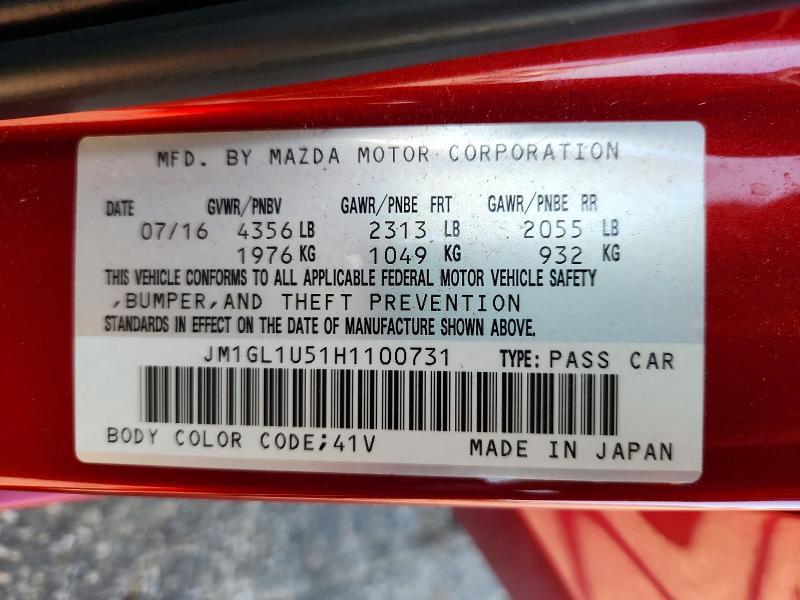 MFD. BY MAZDA MOTOR CORPORATION
DATE GVWR/PNBV GAWR/PNBE FRT GAWR/PNBE RR
07/16 4356 LB 2313 LB 2055 LB
1976 KG 1049 KG 932 KG
THIS VEHICLE CONFORMS TO ALL APPLICABLE FEDERAL MOTOR VEHICLE SAFETY
,BUMPER,AND THEFT PREVENTION
STANDARDS IN EFFECT ON THE DATE OF MANUFACTURE SHOWN ABOVE.
JM1GL1U51H1100731 TYPE: PASS CAR
BODY COLOR CODE;41V MADE IN JAPAN